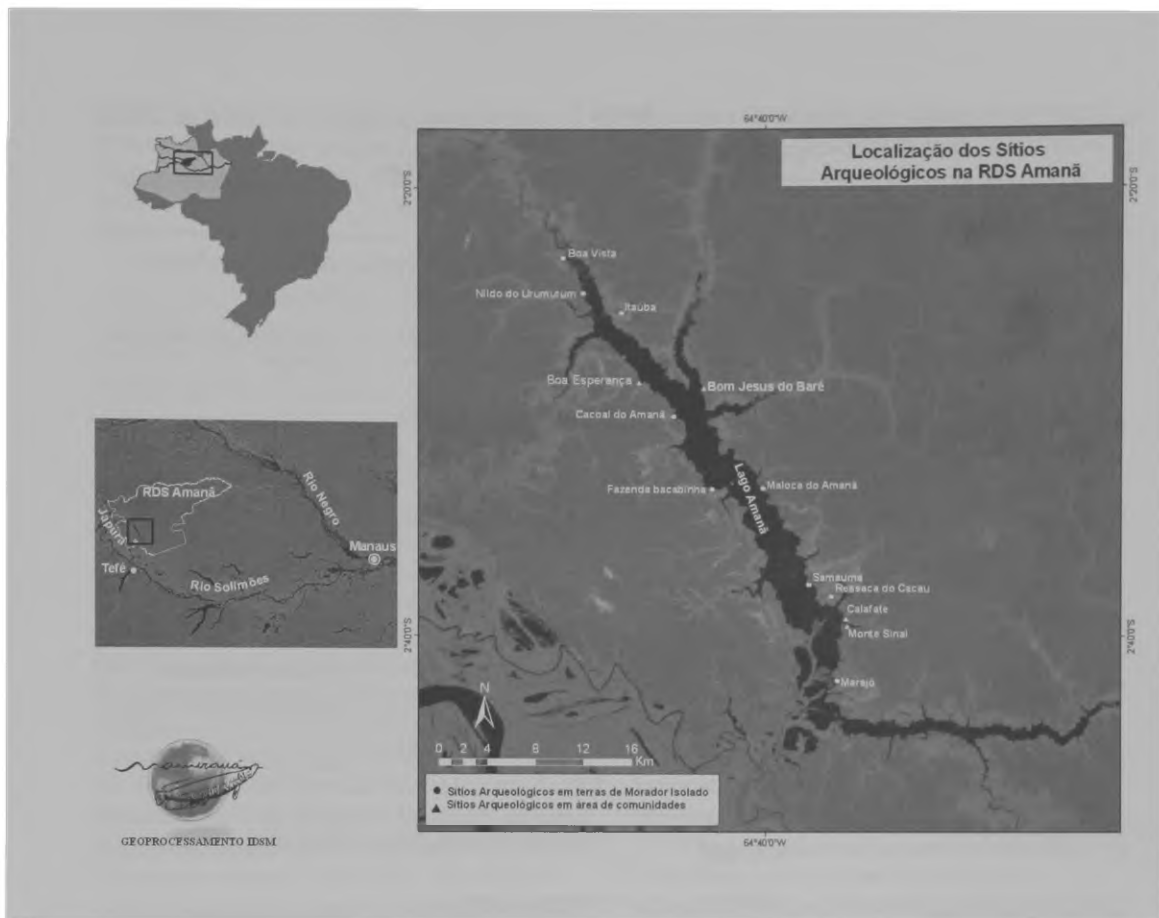 64°40'0"W
Localização dos Sítios
Arqueológicos na RDS Amanã
2°20'0"S
2°20'0"S
Boa Vista
Nildo do Urumutum
Itaúba
Boa Esperança
Bom Jesus do Baré
Cacoal do Amanã
Fazenda bacabinha
Maloca do Amanã
Lago Amanã
Samauma
Ressaca do Cacau
Calafate
Monte Sinai
Marajó
2°40'0"S
2°40'0"S
RDS Amanã
Rio Negro
Japurá
Manaus
Tefé
Rio Solimões
N
0 2 4 8 12 16
Km
Sítios Arqueológicos em terras de Morador Isolado
Sítios Arqueológicos em área de comunidades
64°40'0"W
Mamirauá
GEOPROCESSAMENTO IDSM